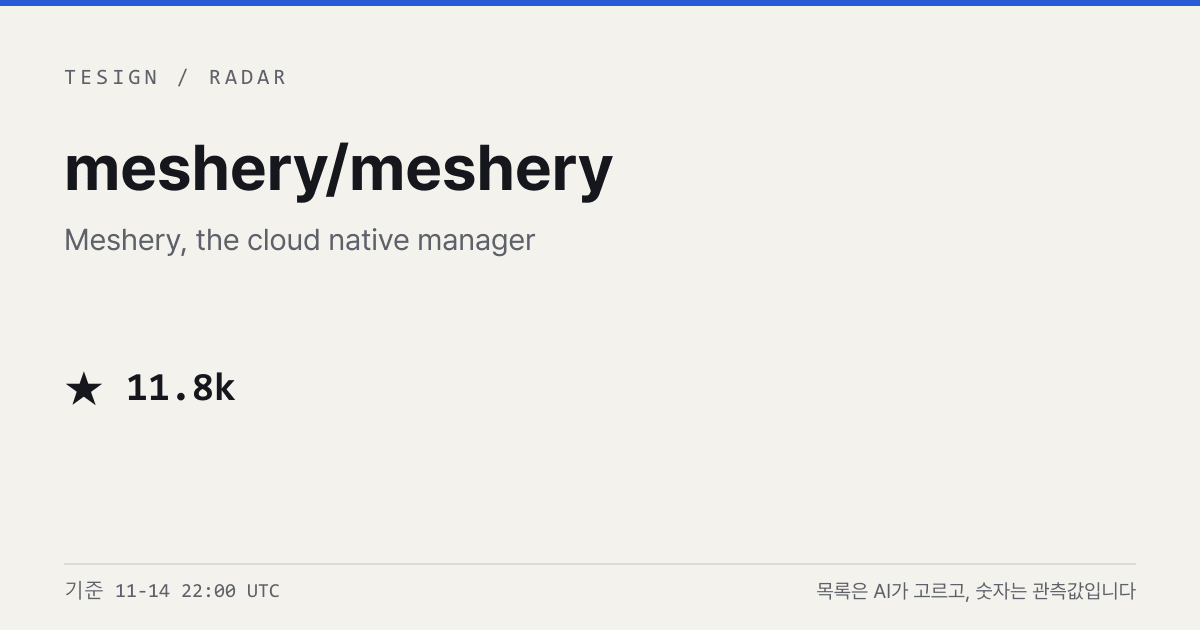 TESIGN / RADAR
meshery/meshery
Meshery, the cloud native manager
★ 11.8k
기준 11-14 22:00 UTC
목록은 AI가 고르고, 숫자는 관측값입니다